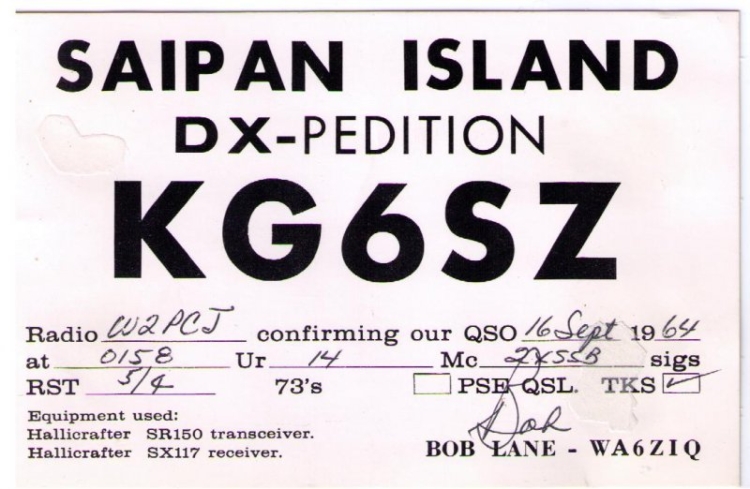 SAIPAN ISLAND
DX-PEDITION
KG6SZ
Radio W2PCJ confirming our QSO 16 Sept 1964
at 0158 Ur 14 Mc 2XSSB sigs
RST 5/4 73's PSE QSL. TKS ✓
Bob
Equipment used:
Hallicrafter SR150 transceiver.
Hallicrafter SX117 receiver.
BOB LANE - WA6ZIQ